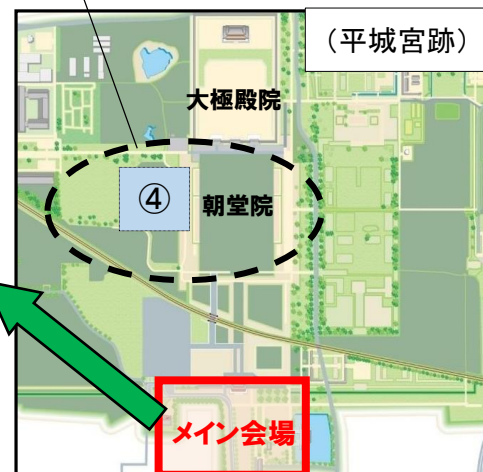 （平城宮跡）
大極殿院
④
朝堂院
メイン会場